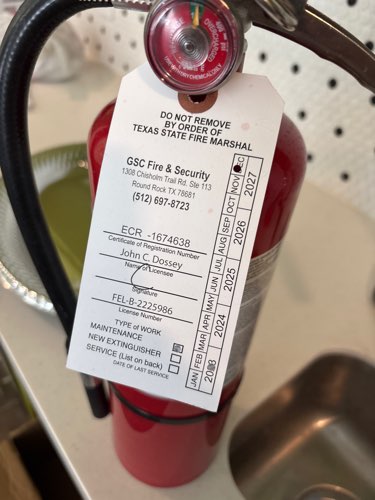 DO NOT REMOVE
BY ORDER OF
TEXAS STATE FIRE MARSHAL
GSC Fire & Security
1308 Chisholm Trail Rd, Ste 113
Round Rock TX 78681
(512) 697-8723
ECR -1674638
Certificate of Registration Number
John C. Dossey
Name of Licensee
Signature
FEL-B-2225986
License Number
TYPE of WORK
MAINTENANCE
NEW EXTINGUISHER
SERVICE (List on back)
DATE OF LAST SERVICE
JAN FEB MAR APR MAY JUN JUL AUG SEP OCT NOV DEC
2024 2025 2026 2027